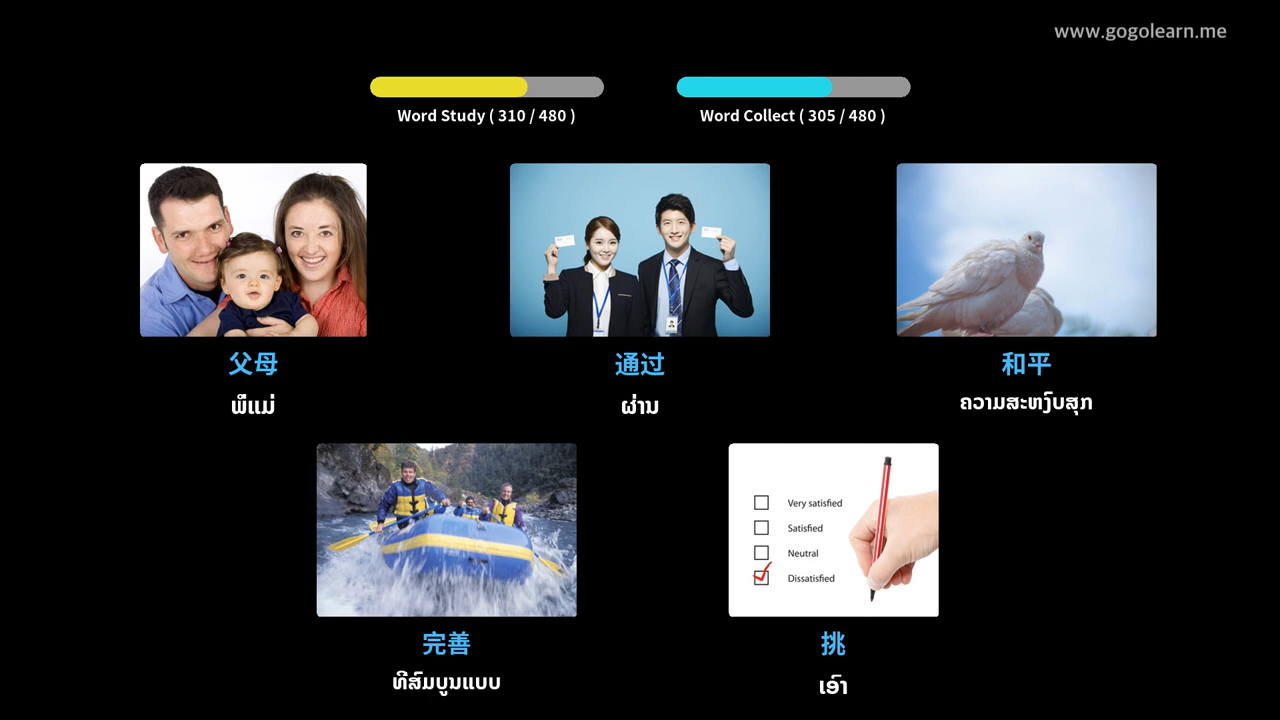 www.gogolearn.me
Word Study ( 310 / 480 )
Word Collect ( 305 / 480 )
父母
ພໍ່ແມ່
通过
ຜ່ານ
和平
ຄວາມສະຫງົບສຸກ
完善
ທີ່ສົມບູນແບບ
Very satisfied
Satisfied
Neutral
Dissatisfied
挑
ເອົາ